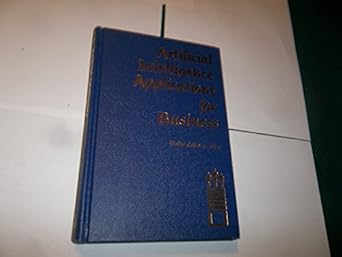 Artificial
Intelligence
Applications
for
Business